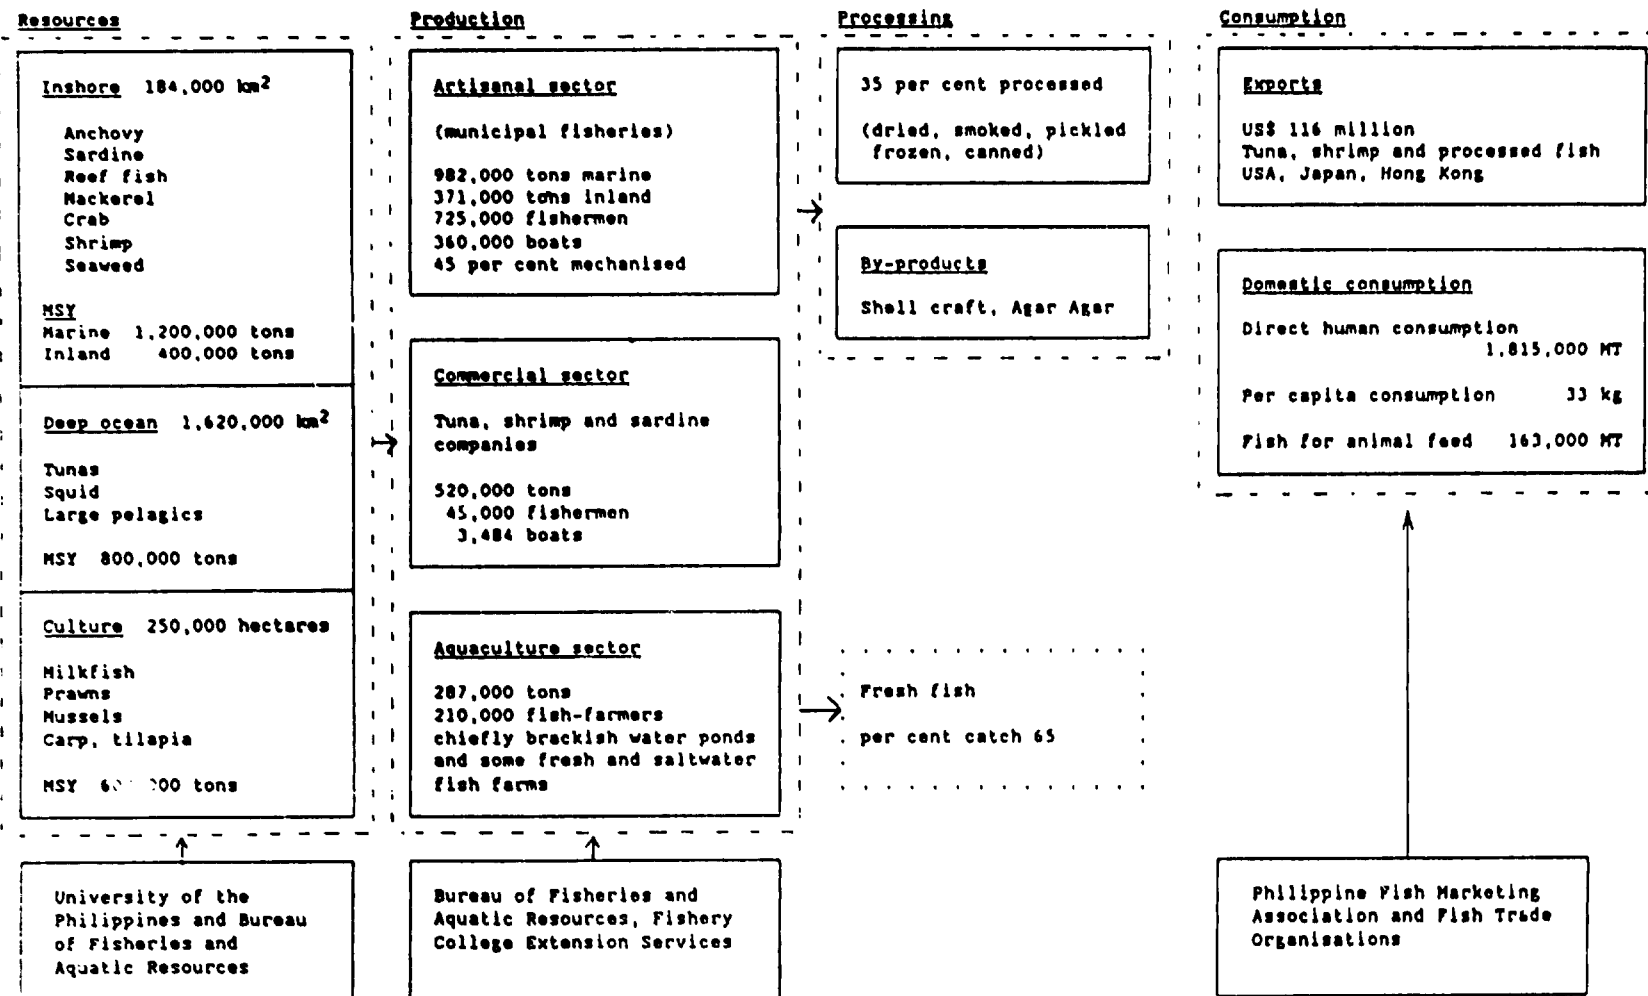 Resources
Inshore 184,000 km²
Anchovy
Sardine
Reef fish
Mackerel
Crab
Shrimp
Seaweed
MSY
Marine 1,200,000 tons
Inland 400,000 tons
Deep ocean 1,620,000 km²
Tunas
Squid
Large pelagics
MSY 800,000 tons
Culture 250,000 hectares
Milkfish
Prawns
Mussels
Carp, tilapia
MSY tons
University of the
Philippines and Bureau
of Fisheries and
Aquatic Resources
Production
Artisanal sector
(municipal fisheries)
982,000 tons marine
371,000 tons inland
725,000 fishermen
360,000 boats
45 per cent mechanised
Commercial sector
Tuna, shrimp and sardine
companies
520,000 tons
45,000 fishermen
3,484 boats
Aquaculture sector
287,000 tons
210,000 fish-farmers
chiefly brackish water ponds
and some fresh and saltwater
fish farms
Bureau of Fisheries and
Aquatic Resources, Fishery
College Extension Services
Processing
35 per cent processed
(dried, smoked, pickled
frozen, canned)
By-products
Shell craft, Agar Agar
Fresh fish
per cent catch 65
Consumption
Exports
US$ 116 million
Tuna, shrimp and processed fish
USA, Japan, Hong Kong
Domestic consumption
Direct human consumption
1,815,000 MT
Per capita consumption 33 kg
Fish for animal feed 163,000 MT
Philippine Fish Marketing
Association and Fish Trade
Organisations